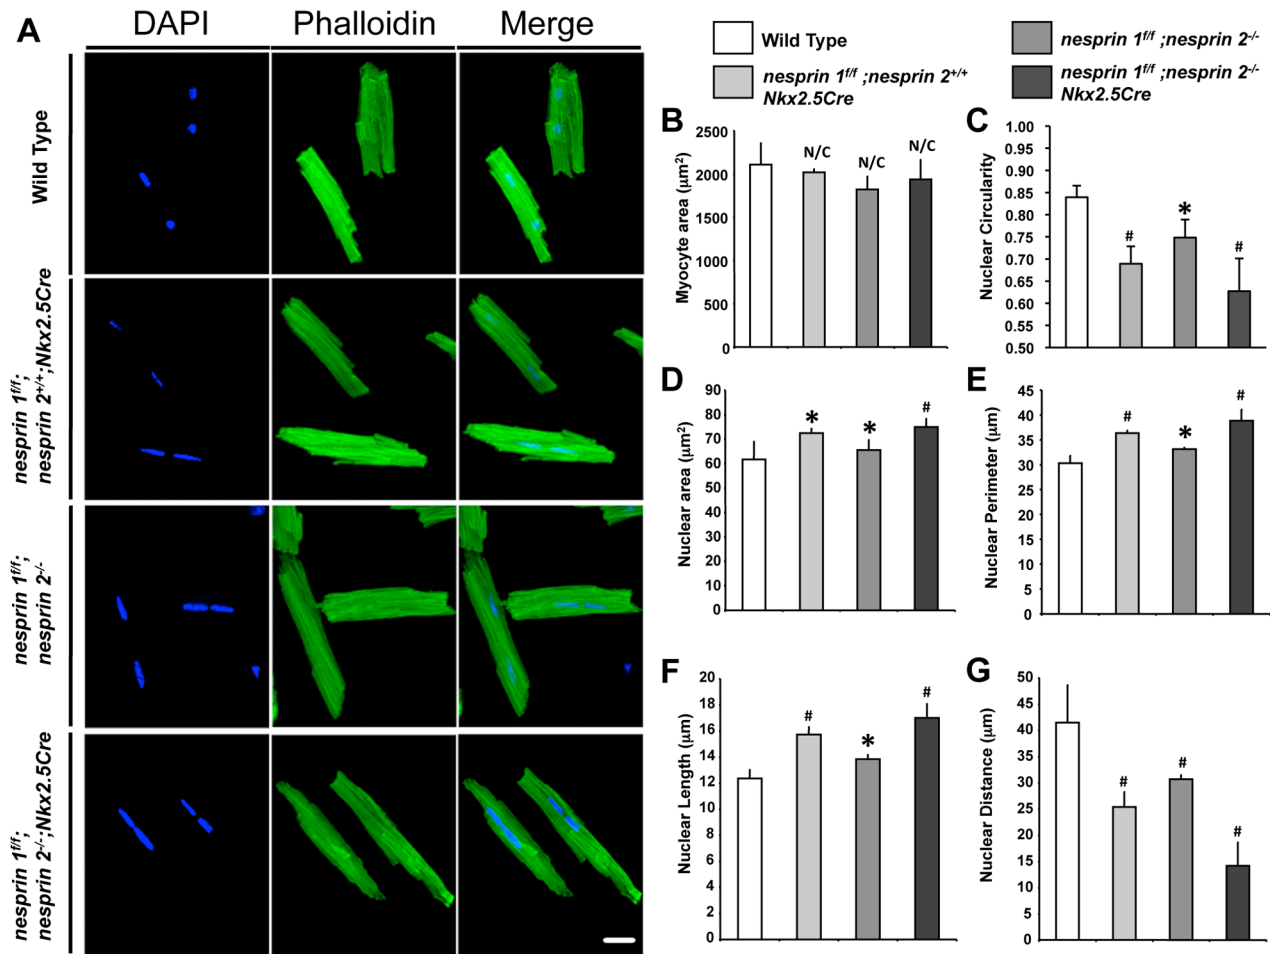 A
DAPI
Phalloidin
Merge
Wild Type
nesprin 1f/f;
nesprin 2+/+;Nkx2.5Cre
nesprin 1f/f;
nesprin 2-/-
nesprin 1f/f;
nesprin 2-/-;Nkx2.5Cre
Wild Type
nesprin 1f/f ;nesprin 2+/+
Nkx2.5Cre
nesprin 1f/f ;nesprin 2-/-
nesprin 1f/f ;nesprin 2-/-
Nkx2.5Cre
B
Myocyte area (µm2)
2500
2000
1500
1000
500
0
N/C
N/C
N/C
C
Nuclear Circularity
1.00
0.95
0.90
0.85
0.80
0.75
0.70
0.65
0.60
0.55
0.50
#
*
#
D
Nuclear area (µm2)
90
80
70
60
50
40
30
20
10
0
*
*
#
E
Nuclear Perimeter (µm)
45
40
35
30
25
20
15
10
5
0
#
*
#
F
Nuclear Length (µm)
20
18
16
14
12
10
8
6
4
2
0
#
*
#
G
Nuclear Distance (µm)
50
45
40
35
30
25
20
15
10
5
0
#
#
#